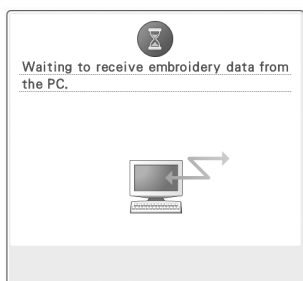 Waiting to receive embroidery data from
the PC.